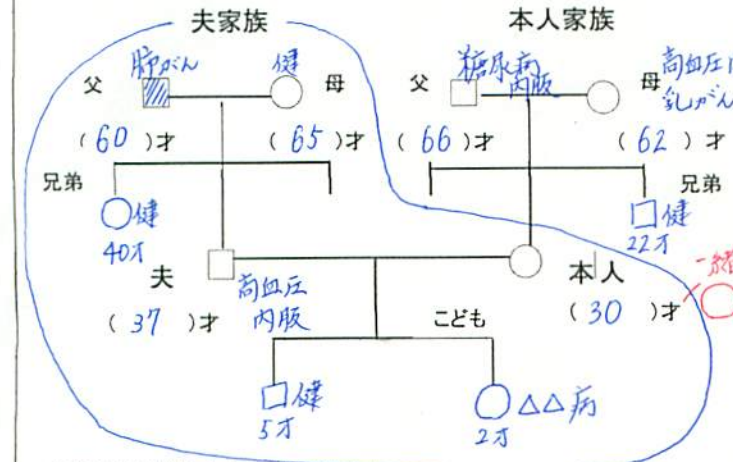 夫家族
本人家族
肺がん
健
糖尿病
内服
高血圧
乳がん
父
母
父
母
(60)才
(65)才
(66)才
(62)才
兄弟
兄弟
健
40才
健
22才
夫
高血圧
内服
本人
一緒
(37)才
こども
(30)才
健
5才
△△病
2才